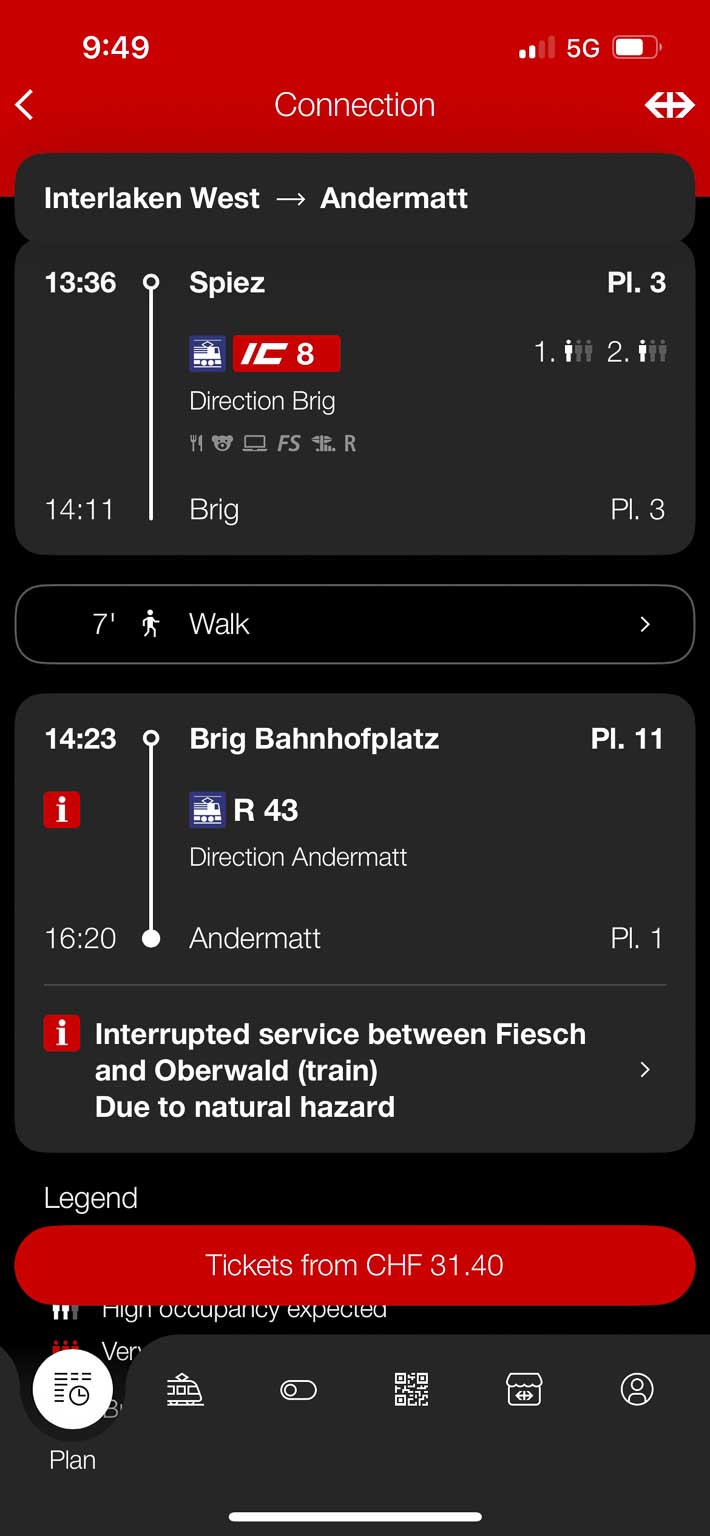 9:49 5G
Connection
Interlaken West → Andermatt
13:36 Spiez Pl. 3
IC 8 1. 2.
Direction Brig
FS R
14:11 Brig Pl. 3
7' Walk
14:23 Brig Bahnhofplatz Pl. 11
i R 43
Direction Andermatt
16:20 Andermatt Pl. 1
i Interrupted service between Fiesch
and Oberwald (train)
Due to natural hazard
Legend
Tickets from CHF 31.40
High occupancy expected
Plan